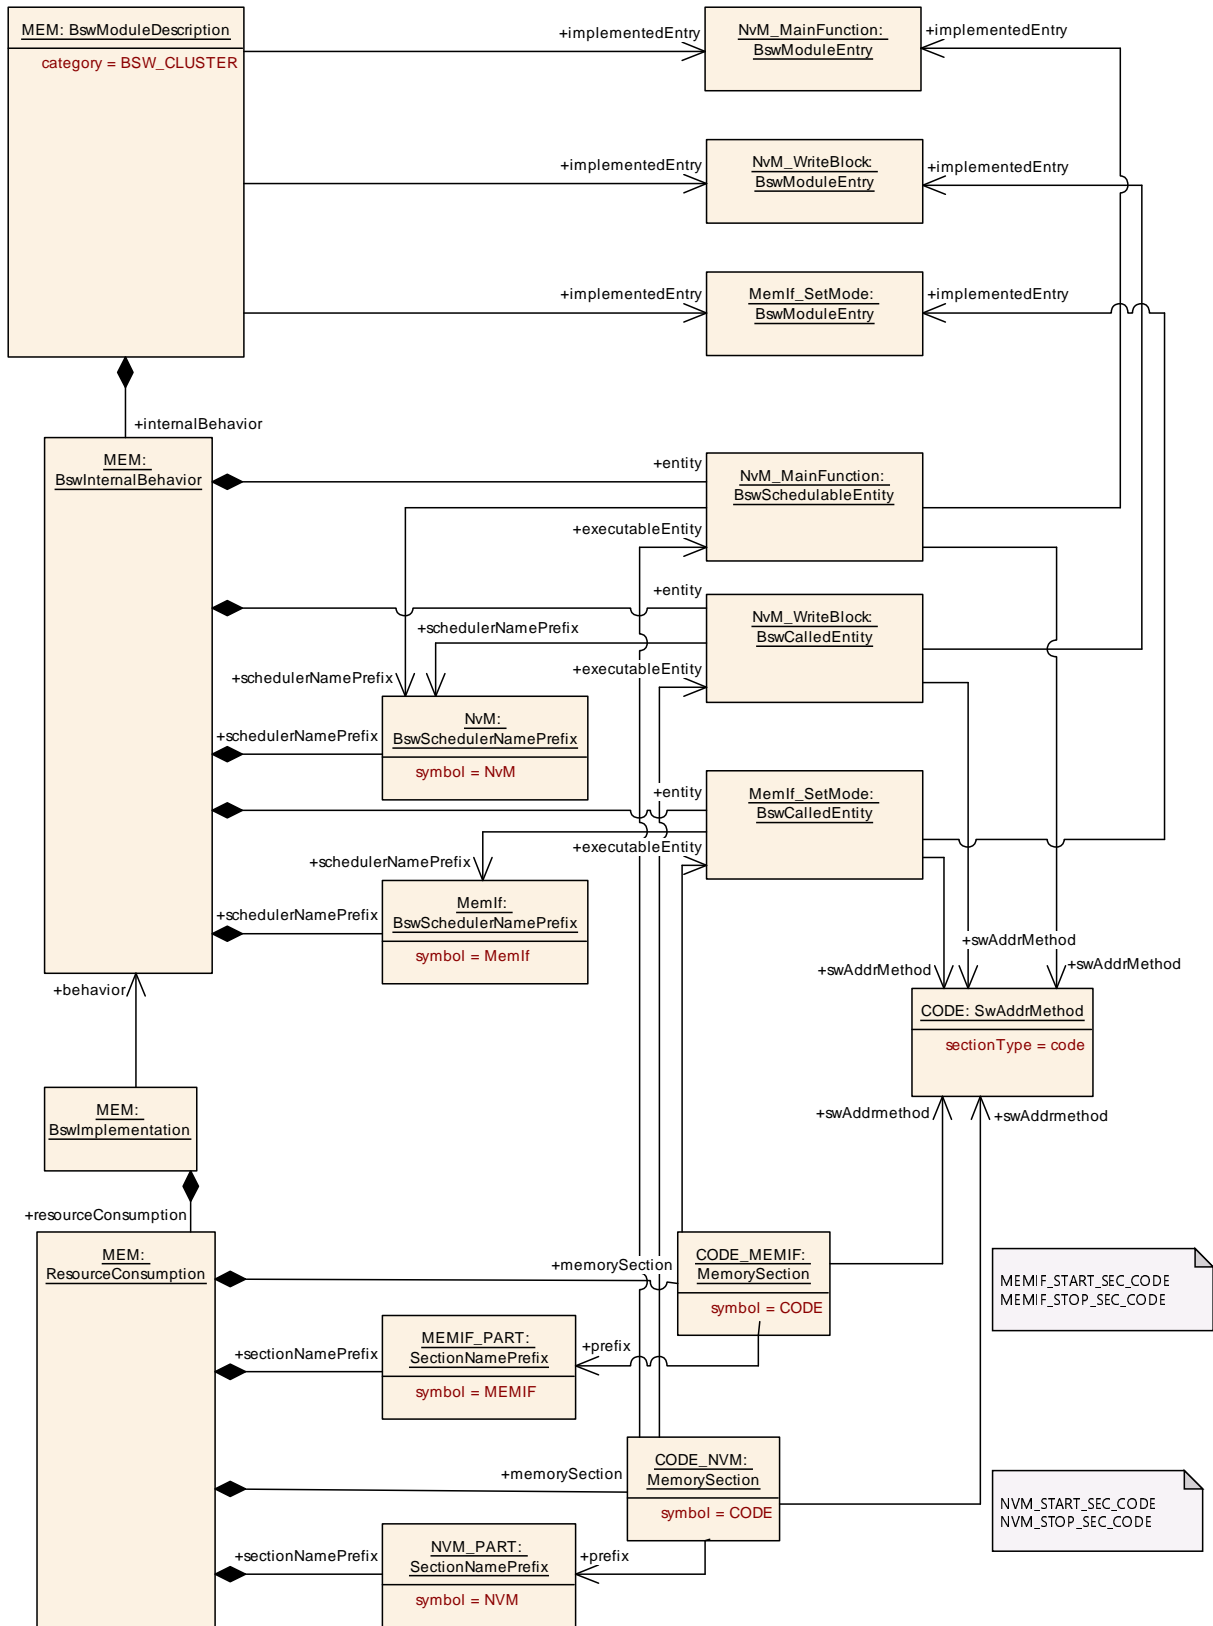 MEM: BswModuleDescription
category = BSW_CLUSTER
+implementedEntry
NvM_MainFunction:
BswModuleEntry
+implementedEntry
+implementedEntry
NvM_WriteBlock:
BswModuleEntry
+implementedEntry
+implementedEntry
MemIf_SetMode:
BswModuleEntry
+implementedEntry
+internalBehavior
MEM:
BswInternalBehavior
+entity
NvM_MainFunction:
BswSchedulableEntity
+executableEntity
+entity
NvM_WriteBlock:
BswCalledEntity
+schedulerNamePrefix
+executableEntity
+schedulerNamePrefix
NvM:
BswSchedulerNamePrefix
symbol = NvM
+schedulerNamePrefix
+entity
MemIf_SetMode:
BswCalledEntity
+executableEntity
+schedulerNamePrefix
MemIf:
BswSchedulerNamePrefix
symbol = MemIf
+schedulerNamePrefix
+swAddrMethod
+swAddrMethod
+swAddrMethod
+behavior
CODE: SwAddrMethod
sectionType = code
MEM:
BswImplementation
+swAddrmethod
+swAddrmethod
+resourceConsumption
MEM:
ResourceConsumption
+memorySection
CODE_MEMIF:
MemorySection
symbol = CODE
MEMIF_START_SEC_CODE
MEMIF_STOP_SEC_CODE
+sectionNamePrefix
MEMIF_PART:
SectionNamePrefix
symbol = MEMIF
+prefix
+memorySection
CODE_NVM:
MemorySection
symbol = CODE
NVM_START_SEC_CODE
NVM_STOP_SEC_CODE
+sectionNamePrefix
NVM_PART:
SectionNamePrefix
symbol = NVM
+prefix